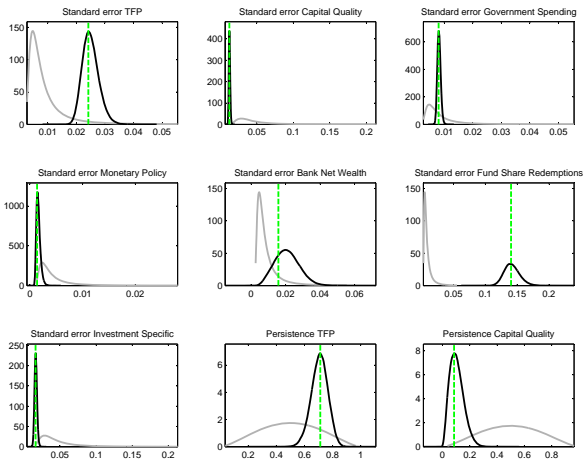 Standard error TFP
Standard error Capital Quality
Standard error Government Spending
150
100
50
0
0.01 0.02 0.03 0.04 0.05
400
300
200
100
0
0.05 0.1 0.15 0.2
600
400
200
0
0.01 0.02 0.03 0.04 0.05
Standard error Monetary Policy
Standard error Bank Net Wealth
Standard error Fund Share Redemptions
1000
500
0
0 0.01 0.02
150
100
50
0
0 0.02 0.04 0.06
150
100
50
0
0.05 0.1 0.15 0.2
Standard error Investment Specific
Persistence TFP
Persistence Capital Quality
250
200
150
100
50
0
0.05 0.1 0.15 0.2
6
4
2
0
0.2 0.4 0.6 0.8 1
8
6
4
2
0
0 0.2 0.4 0.6 0.8